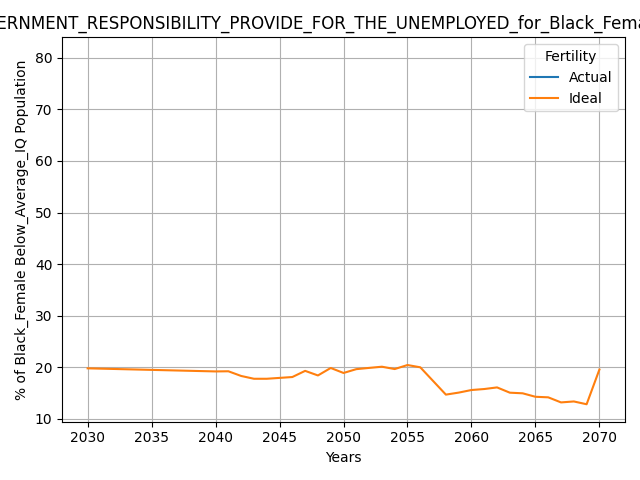 ERNMENT_RESPONSIBILITY_PROVIDE_FOR_THE_UNEMPLOYED_for_Black_Fema
Fertility
Actual
Ideal
% of Black_Female Below_Average_IQ Population
80
70
60
50
40
30
20
10
2030 2035 2040 2045 2050 2055 2060 2065 2070
Years